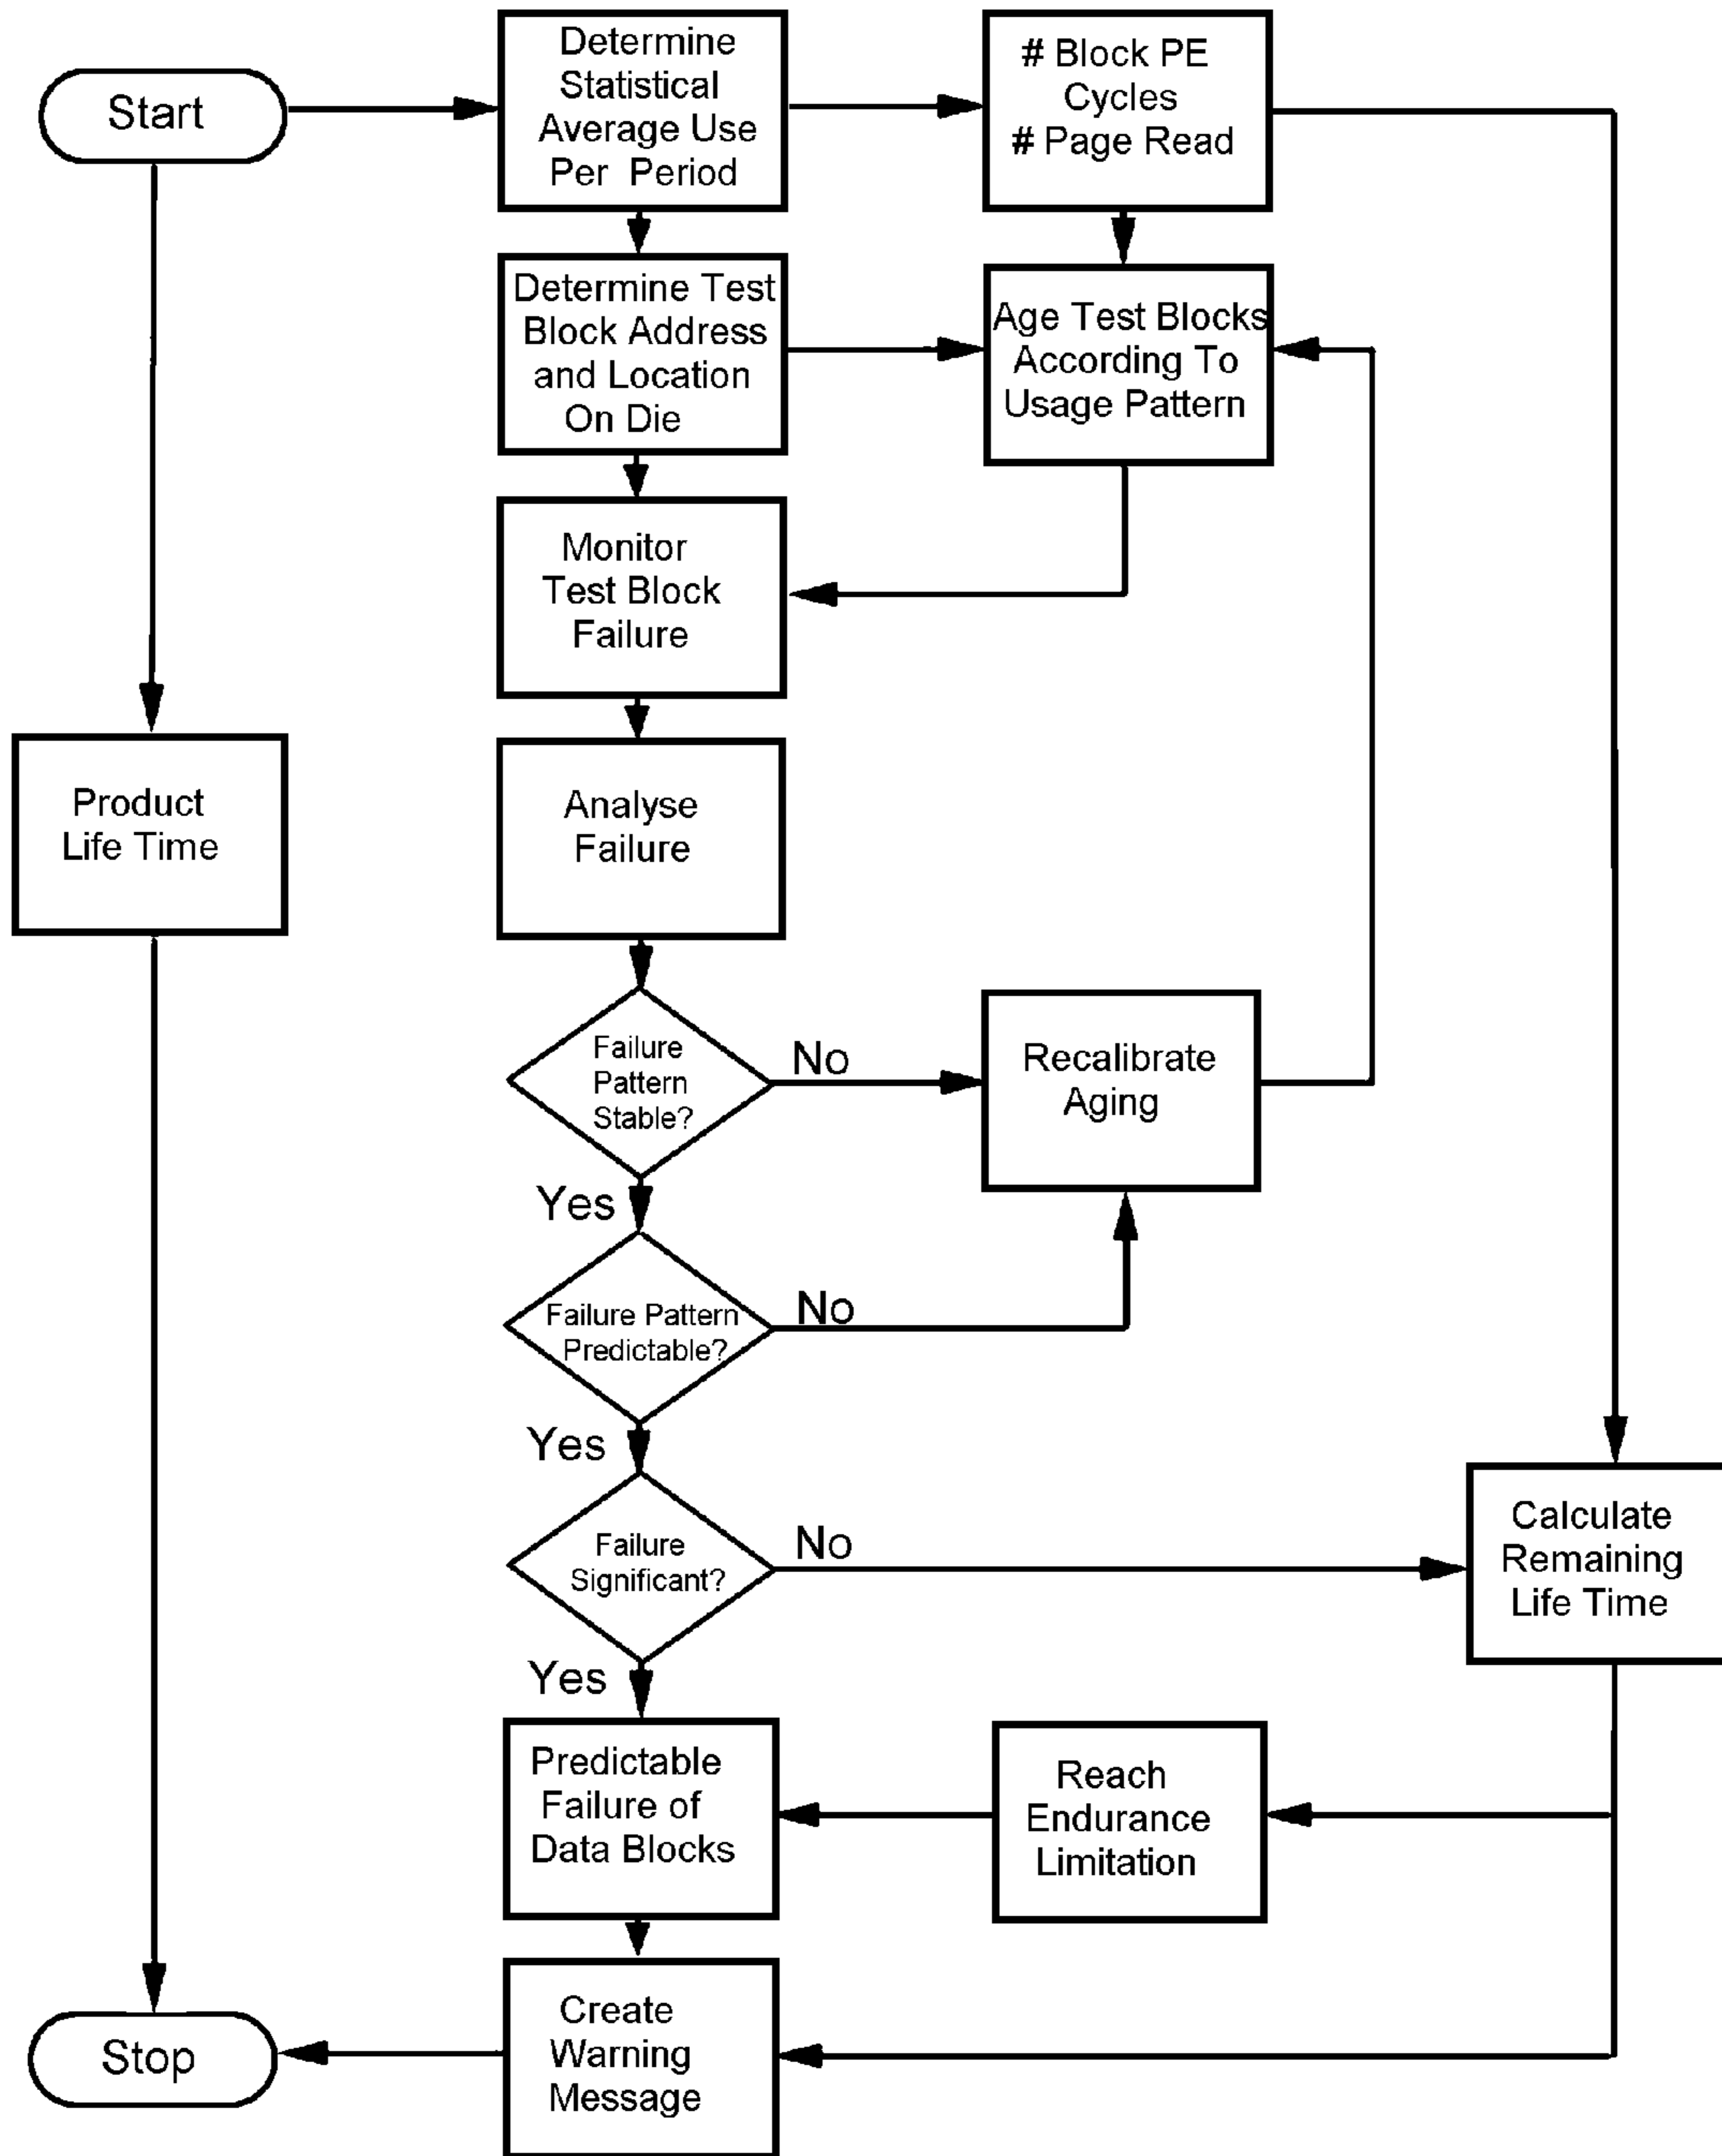 Start
Determine
Statistical
Average Use
Per Period
# Block PE
Cycles
# Page Read
Determine Test
Block Address
and Location
On Die
Age Test Blocks
According To
Usage Pattern
Monitor
Test Block
Failure
Product
Life Time
Analyse
Failure
Failure
Pattern
Stable?
No
Recalibrate
Aging
Yes
Failure Pattern
Predictable?
No
Yes
Failure
Significant?
No
Calculate
Remaining
Life Time
Yes
Predictable
Failure of
Data Blocks
Reach
Endurance
Limitation
Create
Warning
Message
Stop